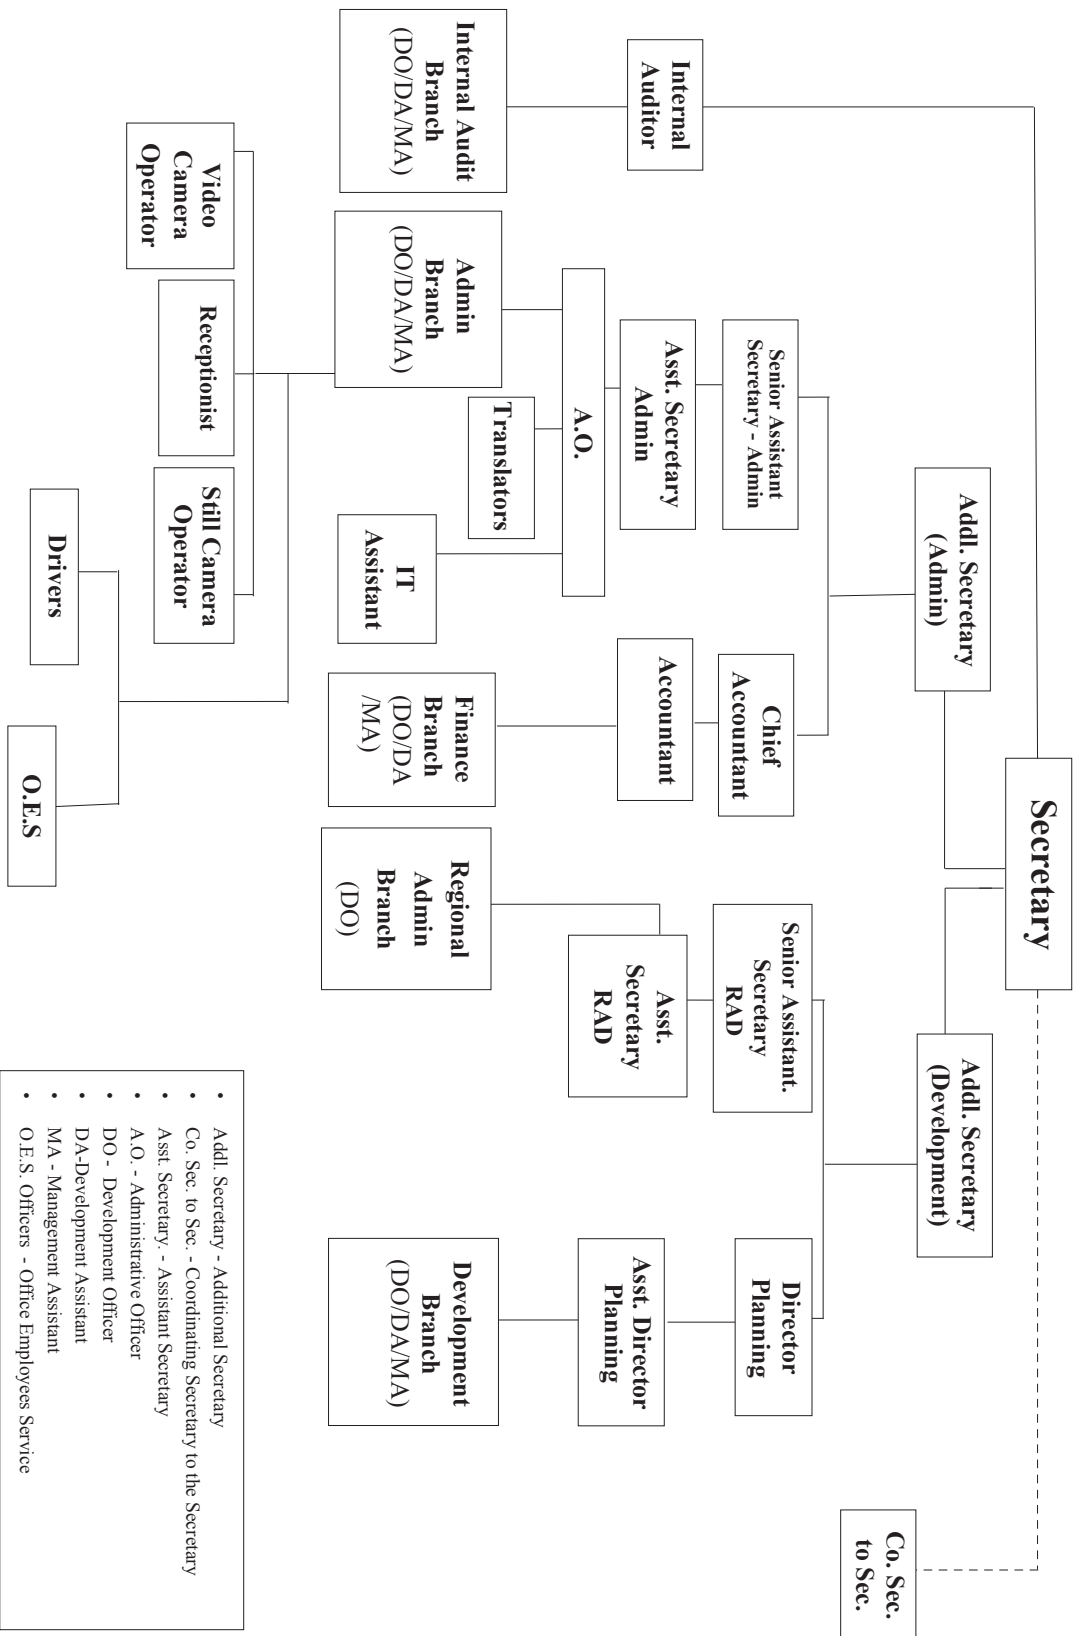 Secretary
Internal
Auditor
Internal Audit
Branch
(DO/DA/MA)
Addl. Secretary
(Admin)
Addl. Secretary
(Development)
Co. Sec.
to Sec.
Senior Assistant
Secretary - Admin
Chief
Accountant
Senior Assistant.
Secretary
RAD
Director
Planning
Asst. Secretary
Admin
Accountant
Asst.
Secretary
RAD
Asst. Director
Planning
A.O.
Translators
IT
Assistant
Admin
Branch
(DO/DA/MA)
Finance
Branch
(DO/DA
/MA)
Regional
Admin
Branch
(DO)
Development
Branch
(DO/DA/MA)
Video
Camera
Operator
Receptionist
Still Camera
Operator
Drivers
O.E.S
• Addl. Secretary - Additional Secretary
• Co. Sec. to Sec. - Coordinating Secretary to the Secretary
• Asst. Secretary. - Assistant Secretary
• A.O. - Administrative Officer
• DO - Development Officer
• DA-Development Assistant
• MA - Management Assistant
• O.E.S. Officers - Office Employees Service